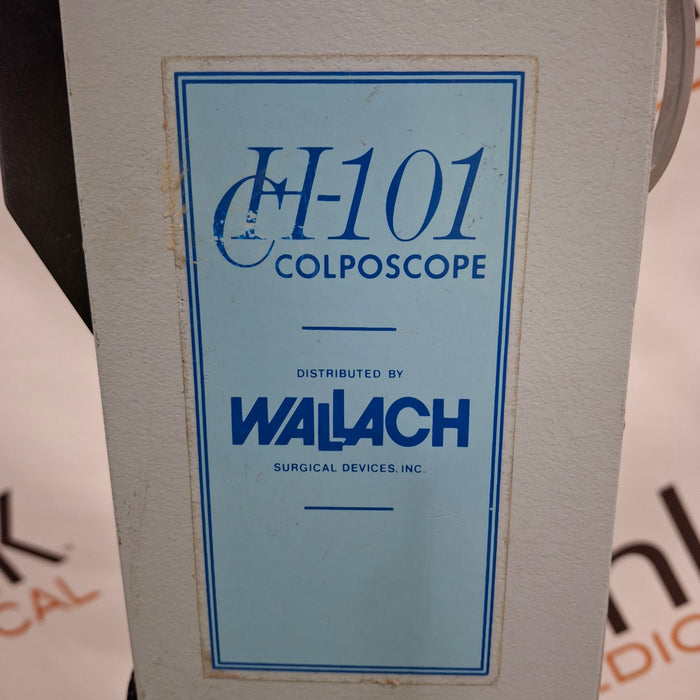 CH-101
COLPOSCOPE
DISTRIBUTED BY
WALLACH
SURGICAL DEVICES, INC.